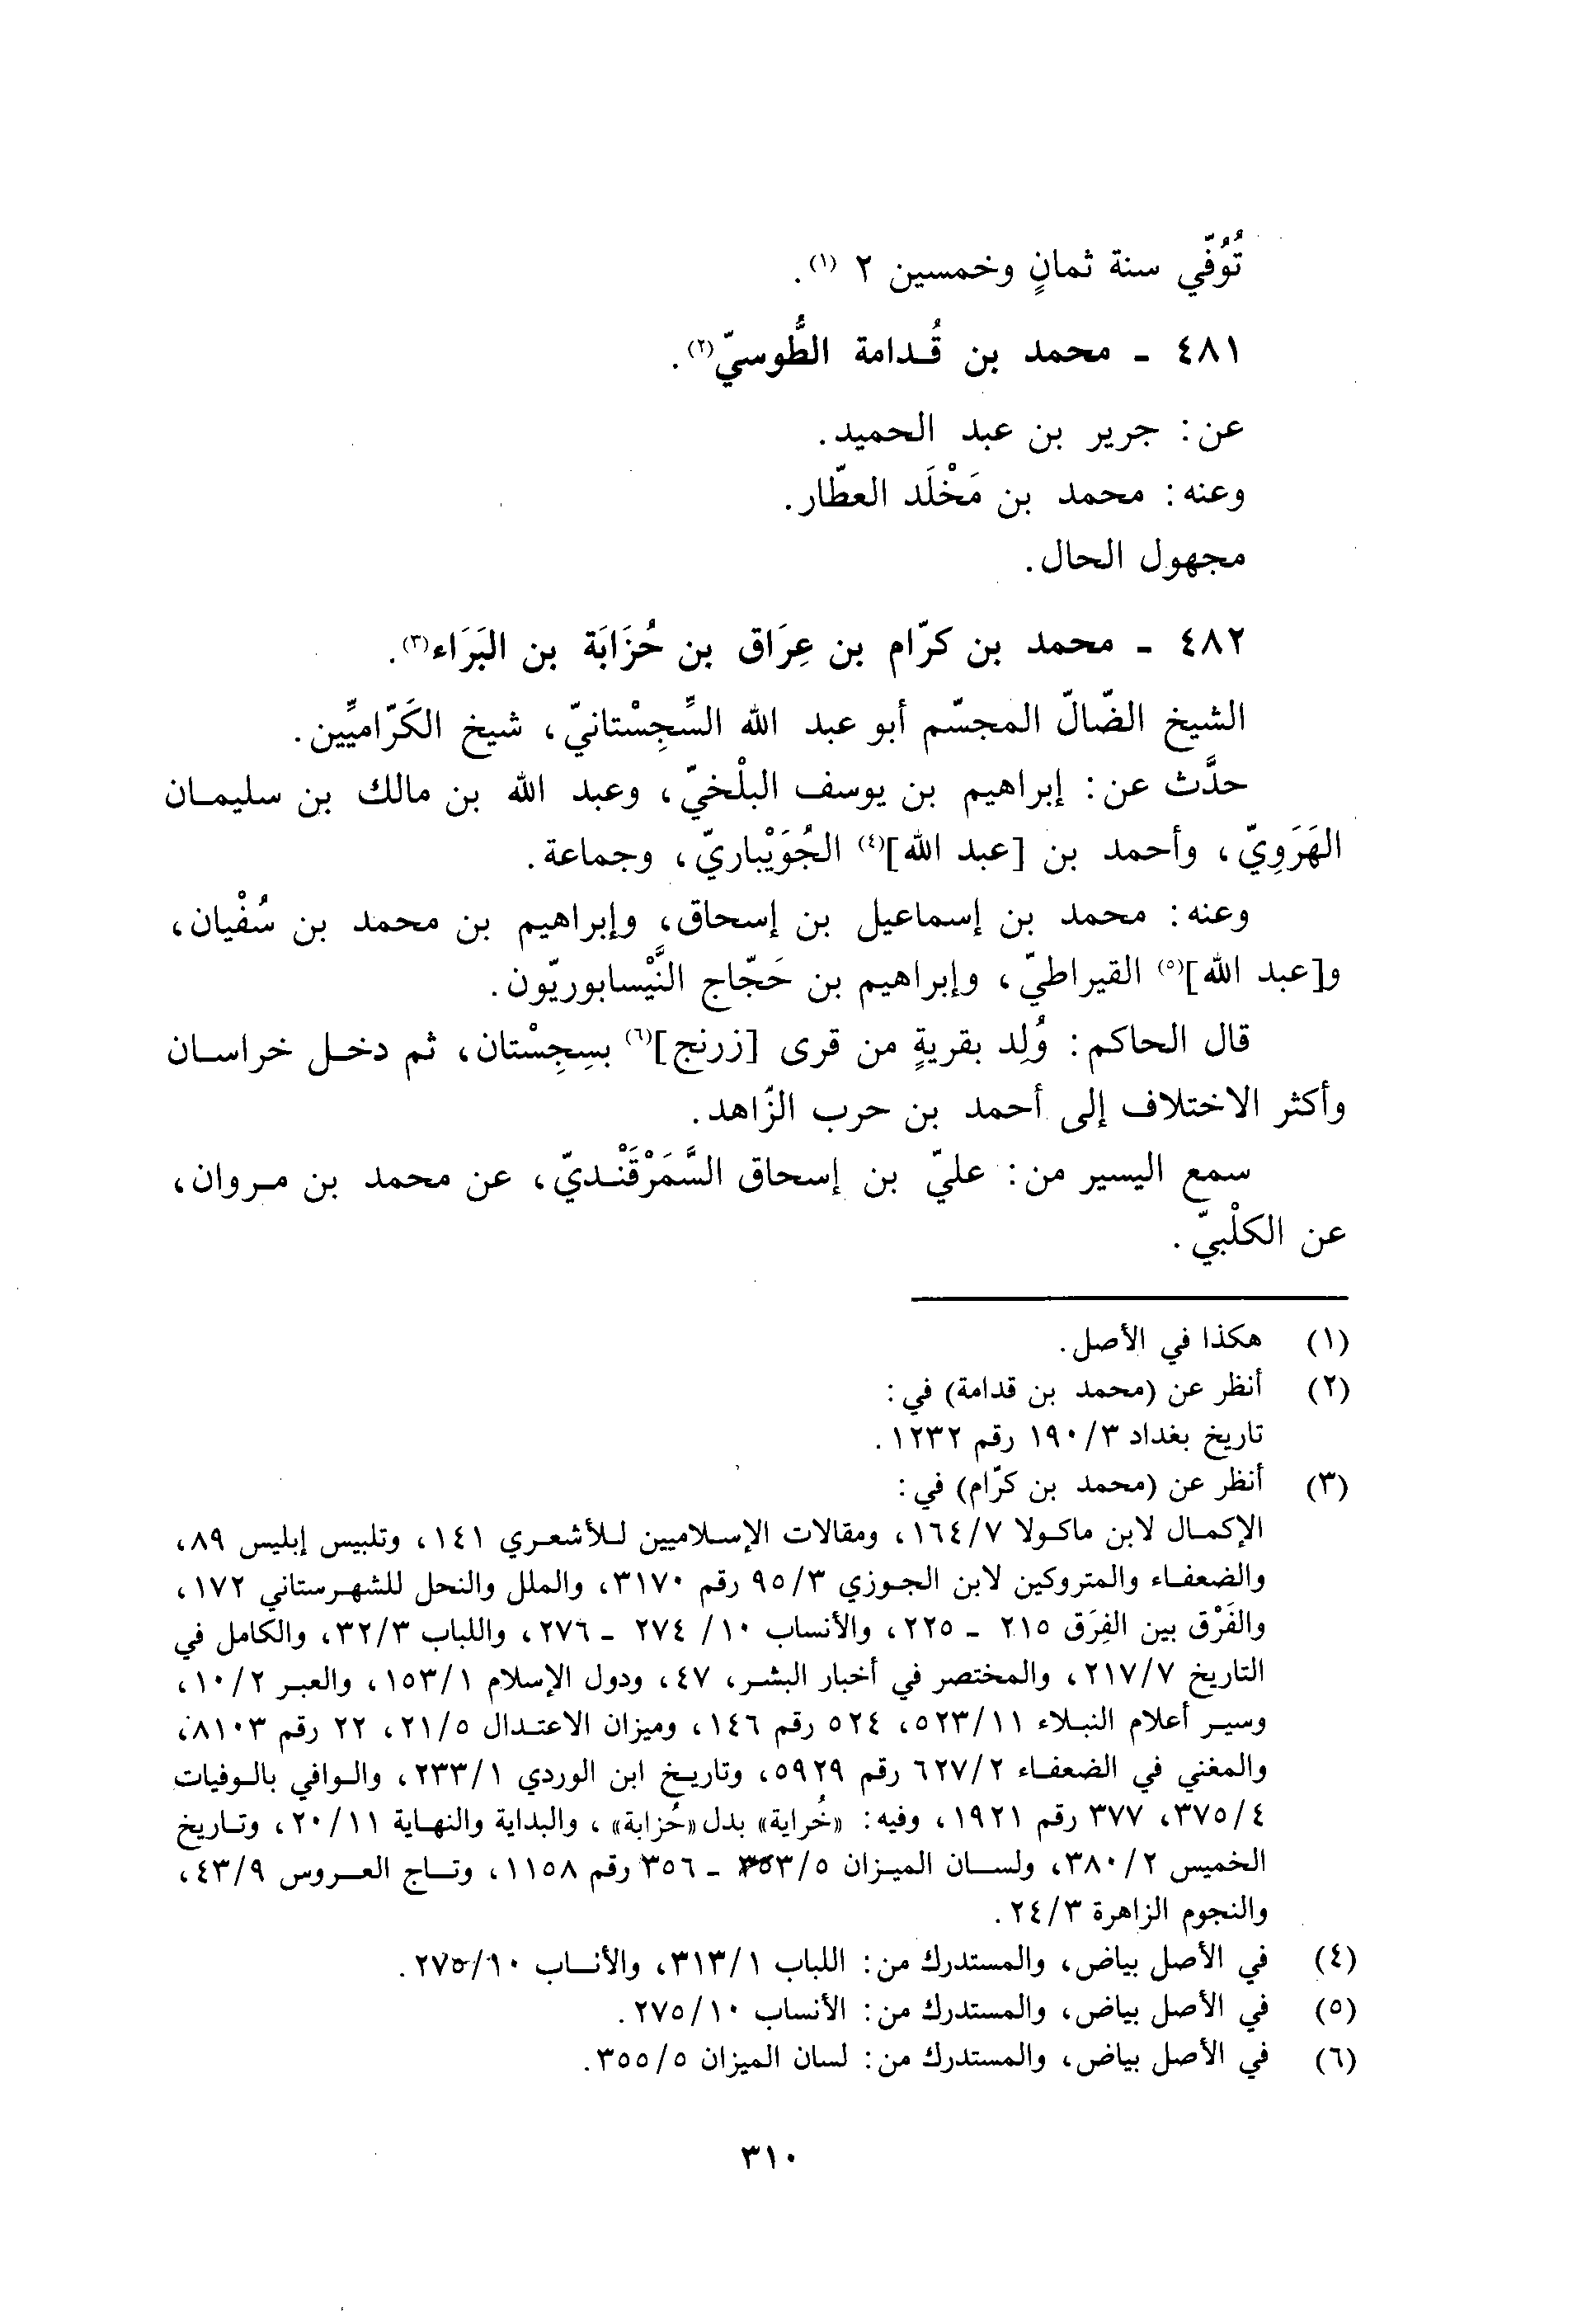 تُوُفّي سنة ثمانٍ وخمسين ٢ (١).
٤٨١ ـ محمد بن قُدامة الطُّوسيّ(٢).
عن: جرير بن عبد الحميد.
وعنه: محمد بن مَخْلَد العطّار.
مجهول الحال.
٤٨٢ ـ محمد بن كرّام بن عِرَاق بن حُزَابَة بن البَرَاء(٣).
الشيخ الضّالّ المجسّم أبو عبد الله السِّجِسْتانيّ، شيخ الكَرّاميِّين.
حدَّث عن: إبراهيم بن يوسف البلْخيّ، وعبد الله بن مالك بن سليمان
الهَرَوِيّ، وأحمد بن [عبد الله](٤) الجُوَيْباريّ، وجماعة.
وعنه: محمد بن إسماعيل بن إسحاق، وإبراهيم بن محمد بن سُفْيان،
و[عبد الله](٥) القيراطيّ، وإبراهيم بن حَجّاج النَّيْسابوريّون.
قال الحاكم: وُلِد بقريةٍ من قرى [زرنج](٦) بسِجِسْتان، ثم دخل خراسان
وأكثر الاختلاف إلى أحمد بن حرب الزّاهد.
سمع اليسير من: عليّ بن إسحاق السَّمَرْقَنْديّ، عن محمد بن مروان،
عن الكلْبيّ.
(١) هكذا في الأصل.
(٢) أنظر عن (محمد بن قدامة) في:
تاريخ بغداد ٣/ ١٩٠ رقم ١٢٣٢.
(٣) أنظر عن (محمد بن كرّام) في:
الإكمال لابن ماكولا ٧/ ١٦٤، ومقالات الإسلاميين للأشعري ١٤١، وتلبيس إبليس ٨٩،
والضعفاء والمتروكين لابن الجوزي ٣/ ٩٥ رقم ٣١٧٠، والملل والنحل للشهرستاني ١٧٢،
والفَرْق بين الفِرَق ٢١٥ ـ ٢٢٥، والأنساب ١٠/ ٢٧٤ ـ ٢٧٦، واللباب ٣/ ٣٢، والكامل في
التاريخ ٧/ ٢١٧، والمختصر في أخبار البشر، ٤٧، ودول الإسلام ١/ ١٥٣، والعبر ٢/ ١٠،
وسير أعلام النبلاء ١١/ ٥٢٣، ٥٢٤ رقم ١٤٦، وميزان الاعتدال ٥/ ٢١، ٢٢ رقم ٨١٠٣،
والمغني في الضعفاء ٢/ ٦٢٧ رقم ٥٩٢٩، وتاريخ ابن الوردي ١/ ٢٣٣، والوافي بالوفيات
٤/ ٣٧٥، ٣٧٧ رقم ١٩٢١، وفيه: «خُراية» بدل «حُزابة»، والبداية والنهاية ١١/ ٢٠، وتاريخ
الخميس ٢/ ٣٨٠، ولسان الميزان ٥/ ٣٥٣ ـ ٣٥٦ رقم ١١٥٨، وتاج العروس ٩/ ٤٣،
والنجوم الزاهرة ٣/ ٢٤.
(٤) في الأصل بياض، والمستدرك من: اللباب ١/ ٣١٣، والأنساب ١٠/ ٢٧٥.
(٥) في الأصل بياض، والمستدرك من: الأنساب ١٠/ ٢٧٥.
(٦) في الأصل بياض، والمستدرك من: لسان الميزان ٥/ ٣٥٥.
٣١٠